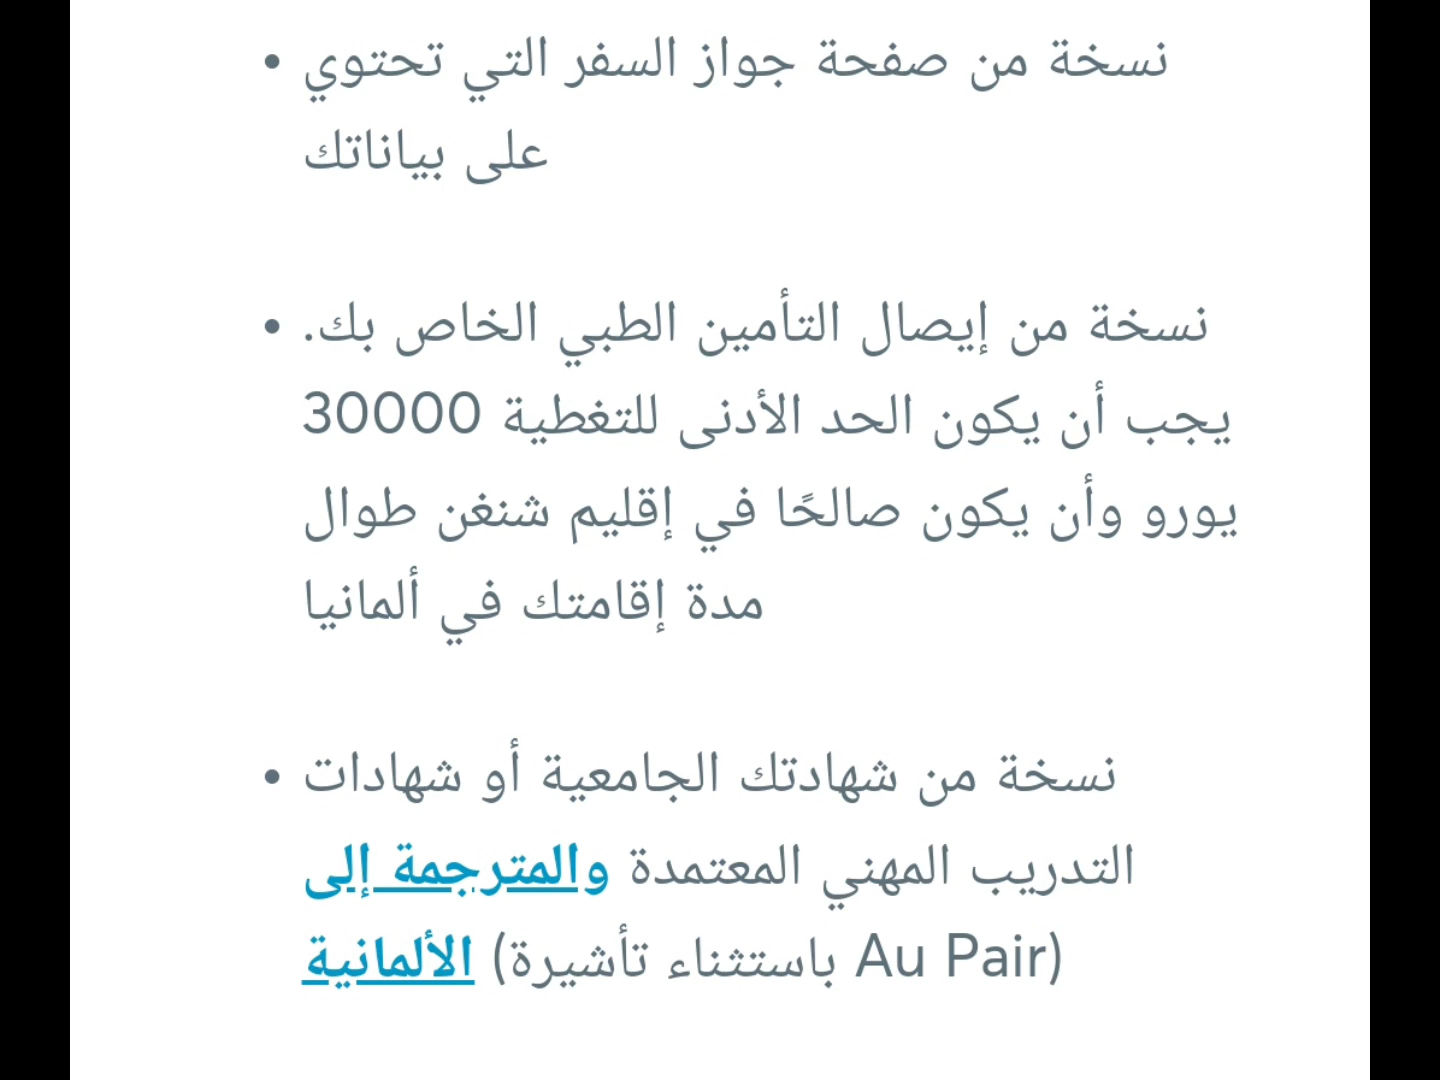 • نسخة من صفحة جواز السفر التي تحتوي
على بياناتك
• نسخة من إيصال التأمين الطبي الخاص بك.
يجب أن يكون الحد الأدنى للتغطية 30000
يورو وأن يكون صالحًا في إقليم شنغن طوال
مدة إقامتك في ألمانيا
• نسخة من شهادتك الجامعية أو شهادات
التدريب المهني المعتمدة والمترجمة إلى
الألمانية (باستثناء تأشيرة Au Pair)